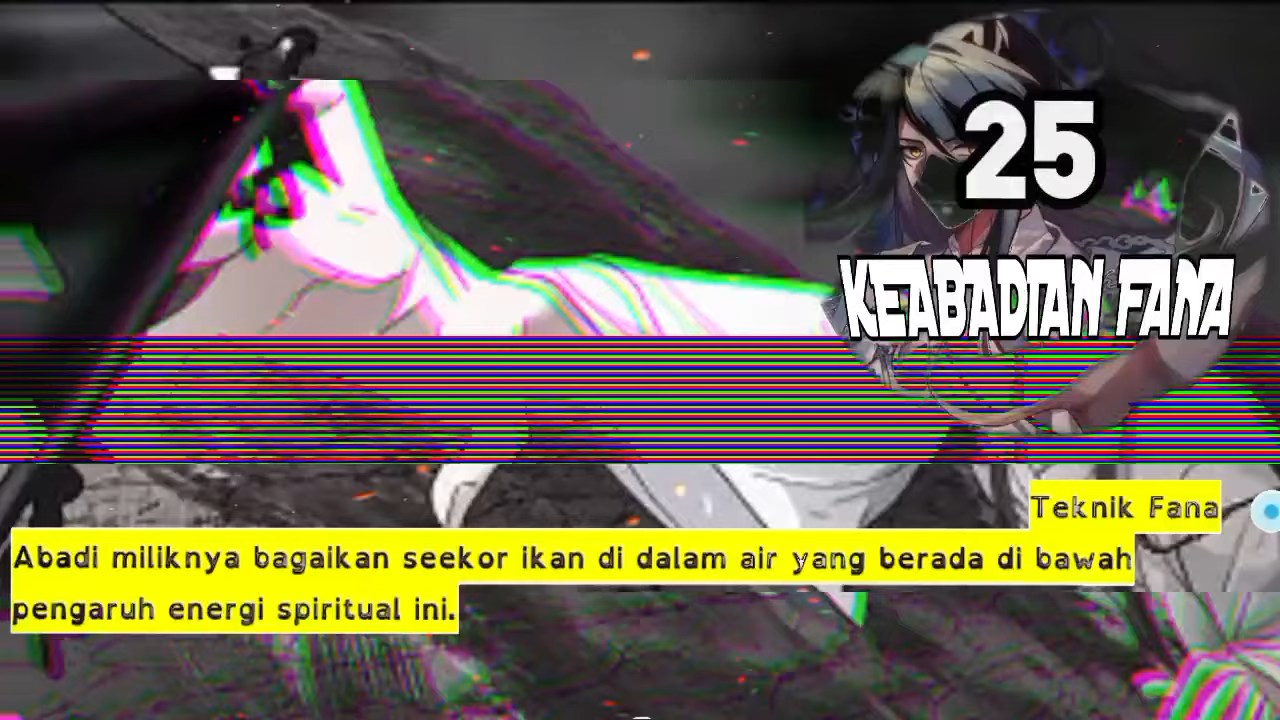 25
KEABADIAN FANA
Teknik Fana
Abadi miliknya bagaikan seekor ikan di dalam air yang berada di bawah
pengaruh energi spiritual ini.